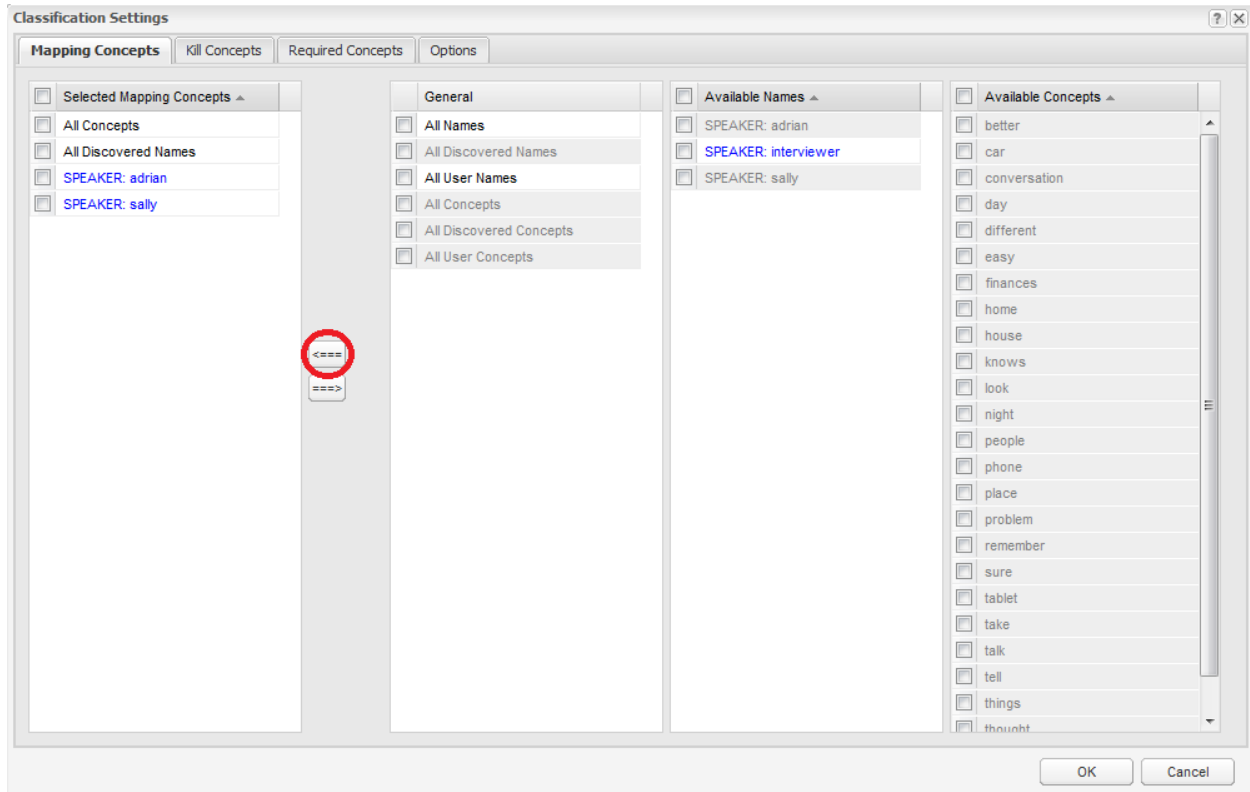 Classification Settings
Mapping Concepts Kill Concepts Required Concepts Options
Selected Mapping Concepts
All Concepts
All Discovered Names
SPEAKER: adrian
SPEAKER: sally
<===
===>
General
All Names
All Discovered Names
All User Names
All Concepts
All Discovered Concepts
All User Concepts
Available Names
SPEAKER: adrian
SPEAKER: interviewer
SPEAKER: sally
Available Concepts
better
car
conversation
day
different
easy
finances
home
house
knows
look
night
people
phone
place
problem
remember
sure
tablet
take
talk
tell
things
thought
OK Cancel